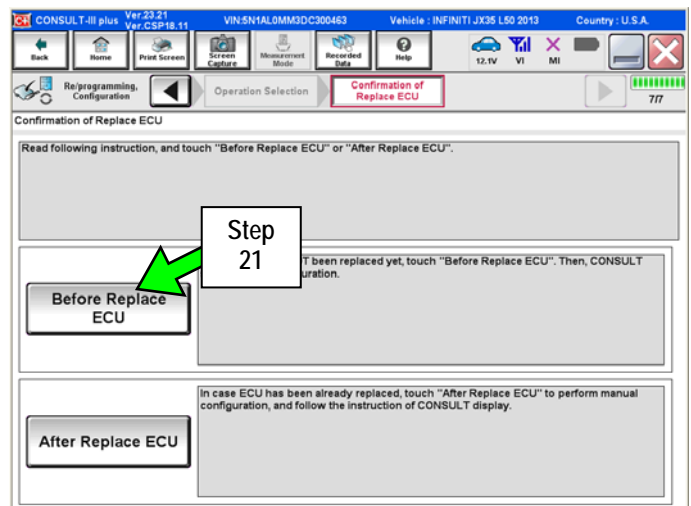 CONSULT-III plus Ver.23.21 VIN:5N1AL0MM3DC300463 Vehicle : INFINITI JX35 L50 2013 Country : U.S.A.
Ver.CSP18.11
Back Home Print Screen Screen Capture Measurement Mode Recorded Data Help 12.1V VI MI
Re/programming, Configuration Operation Selection Confirmation of Replace ECU 7/7
Confirmation of Replace ECU
Read following instruction, and touch "Before Replace ECU" or "After Replace ECU".
Step
21
T been replaced yet, touch "Before Replace ECU". Then, CONSULT
uration.
Before Replace
ECU
In case ECU has been already replaced, touch "After Replace ECU" to perform manual
configuration, and follow the instruction of CONSULT display.
After Replace ECU